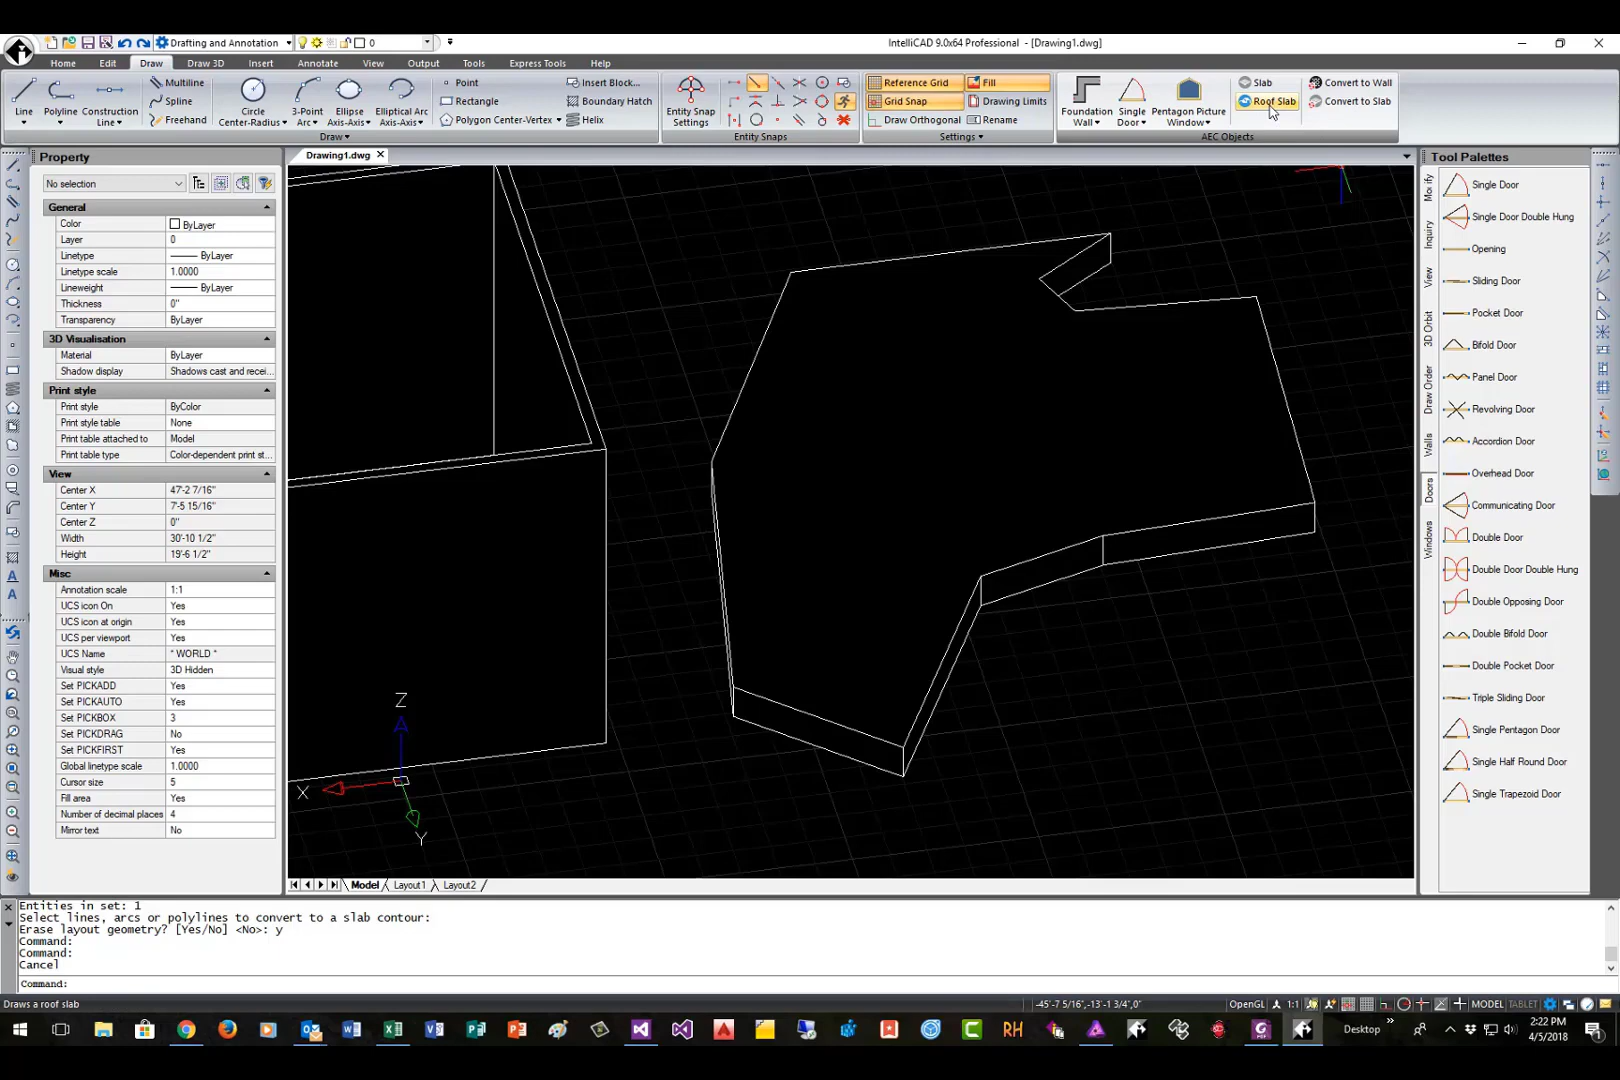 Drafting and Annotation
0
IntelliCAD 9.0x64 Professional - [Drawing1.dwg]
Home Edit Draw Draw 3D Insert Annotate View Output Tools Express Tools Help
Line Polyline Construction Line Multiline Spline Freehand
Circle Center-Radius 3-Point Arc Ellipse Axis-Axis Elliptical Arc Axis-Axis
Point Rectangle Polygon Center-Vertex Insert Block... Boundary Hatch Helix
Entity Snap Settings
Reference Grid Fill
Grid Snap Drawing Limits
Draw Orthogonal Rename
Foundation Wall Single Door Pentagon Picture Window
Slab Convert to Wall
Roof Slab Convert to Slab
Draw Entity Snaps Settings AEC Objects
Property
No selection
General
Color ByLayer
Layer 0
Linetype ByLayer
Linetype scale 1.0000
Lineweight ByLayer
Thickness 0"
Transparency ByLayer
3D Visualisation
Material ByLayer
Shadow display Shadows cast and recei...
Print style
Print style ByColor
Print style table None
Print table attached to Model
Print table type Color-dependent print st...
View
Center X 47'-2 7/16"
Center Y 7'-5 15/16"
Center Z 0"
Width 30'-10 1/2"
Height 19'-6 1/2"
Misc
Annotation scale 1:1
UCS icon On Yes
UCS icon at origin Yes
UCS per viewport Yes
UCS Name " WORLD "
Visual style 3D Hidden
Set PICKADD Yes
Set PICKAUTO Yes
Set PICKBOX 3
Set PICKDRAG No
Set PICKFIRST Yes
Global linetype scale 1.0000
Cursor size 5
Fill area Yes
Number of decimal places 4
Mirror text No
Drawing1.dwg
Z
X
Y
Model Layout1 Layout2
Tool Palettes
Modify
Inquiry
View
3D Orbit
Draw Order
Walls
Doors
Windows
Single Door
Single Door Double Hung
Opening
Sliding Door
Pocket Door
Bifold Door
Panel Door
Revolving Door
Accordion Door
Overhead Door
Communicating Door
Double Door
Double Door Double Hung
Double Opposing Door
Double Bifold Door
Double Pocket Door
Triple Sliding Door
Single Pentagon Door
Single Half Round Door
Single Trapezoid Door
Entities in set: 1
Select lines, arcs or polylines to convert to a slab contour:
Erase layout geometry? [Yes/No] <No>: y
Command:
Command:
Cancel
Command:
Draws a roof slab
-45'-7 5/16",-13'-1 3/4",0" OpenGL 1:1 MODEL TABLET
RH Desktop 2:22 PM
4/5/2018